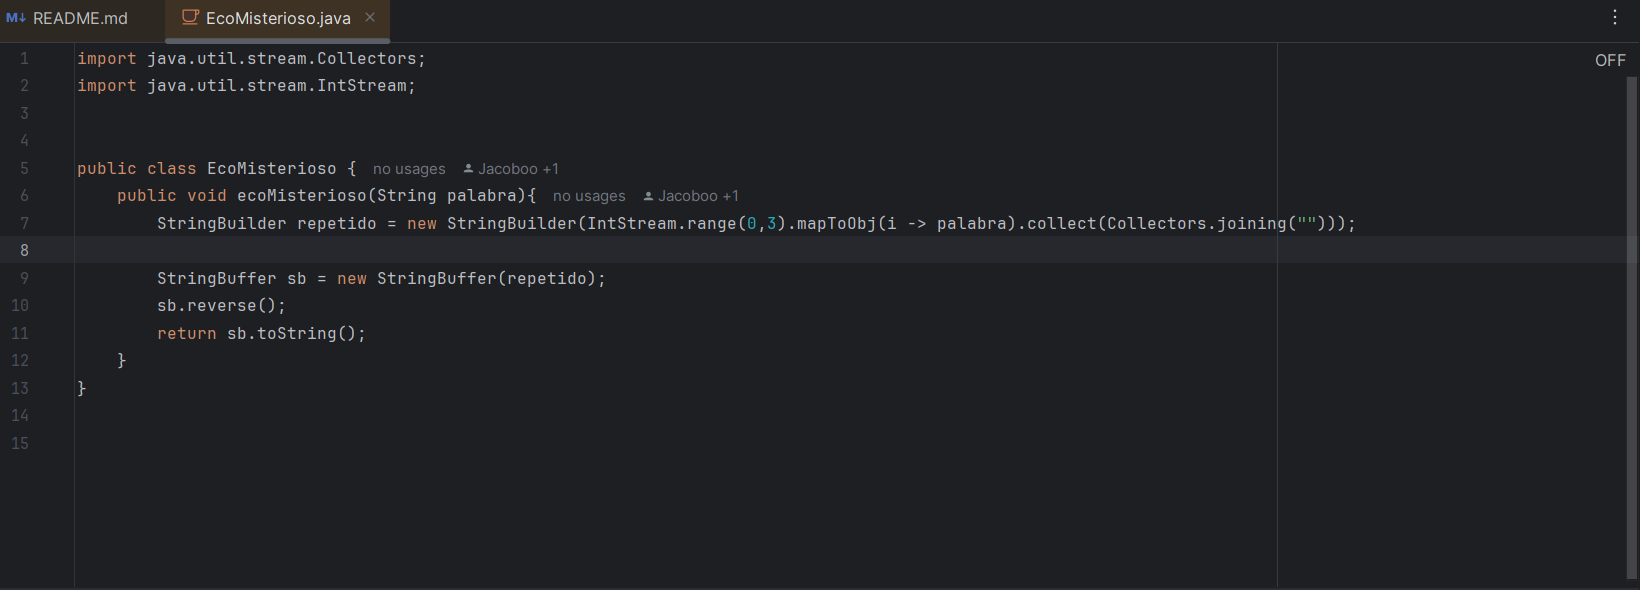 M↓ README.md EcoMisterioso.java ×
OFF
1 import java.util.stream.Collectors;
2 import java.util.stream.IntStream;
3
4
5 public class EcoMisterioso { no usages Jacoboo +1
6 public void ecoMisterioso(String palabra){ no usages Jacoboo +1
7 StringBuilder repetido = new StringBuilder(IntStream.range(0,3).mapToObj(i -> palabra).collect(Collectors.joining("")));
8
9 StringBuffer sb = new StringBuffer(repetido);
10 sb.reverse();
11 return sb.toString();
12 }
13 }
14
15